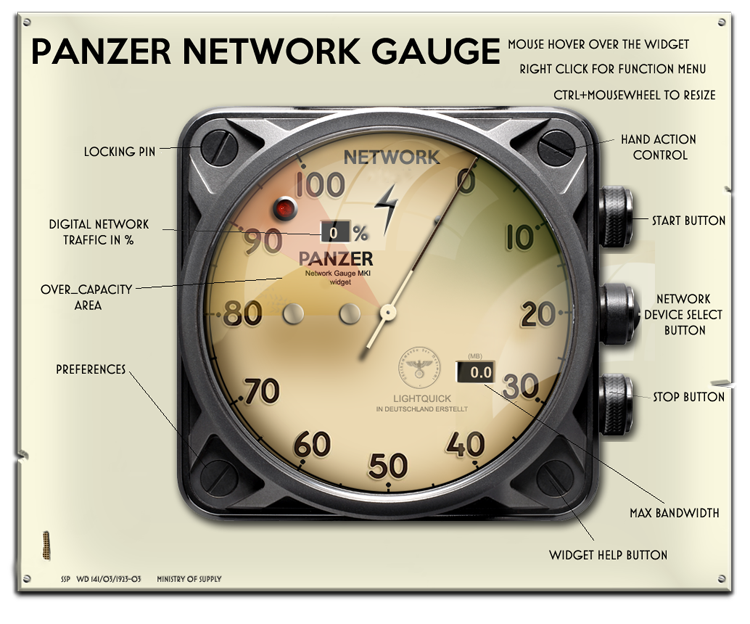 PANZER NETWORK GAUGE
MOUSE HOVER OVER THE WIDGET
RIGHT CLICK FOR FUNCTION MENU
CTRL+MOUSEWHEEL TO RESIZE
LOCKING PIN
HAND ACTION
CONTROL
NETWORK
100
0
DIGITAL NETWORK
TRAFFIC IN %
START BUTTON
0 %
90
10
PANZER
Network Gauge MKI
widget
OVER_CAPACITY
AREA
NETWORK
DEVICE SELECT
BUTTON
80
20
PREFERENCES
(MB)
0.0
70
30
STOP BUTTON
LIGHTQUICK
IN DEUTSCHLAND ERSTELLT
60
40
50
MAX BANDWIDTH
WIDGET HELP BUTTON
SSP WD 141/03/1923-03 MINISTRY OF SUPPLY